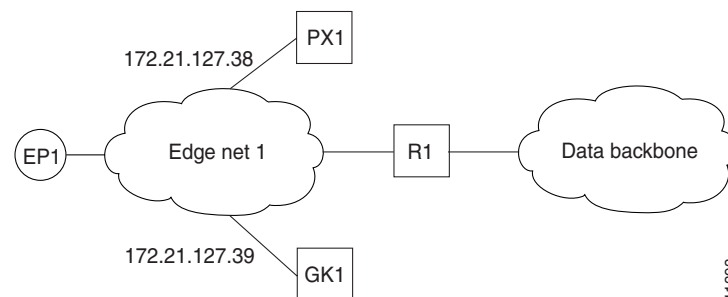 PX1
172.21.127.38
EP1
Edge net 1
R1
Data backbone
172.21.127.39
GK1